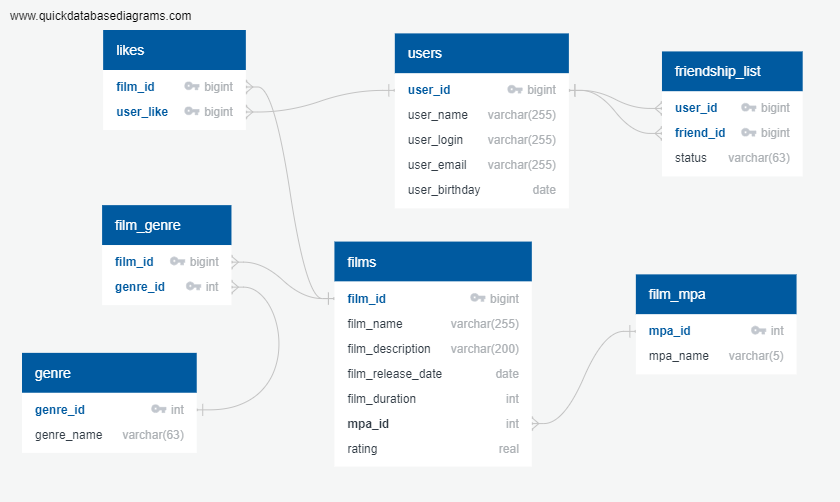 www.quickdatabasediagrams.com
likes
film_id bigint
user_like bigint
users
user_id bigint
user_name varchar(255)
user_login varchar(255)
user_email varchar(255)
user_birthday date
friendship_list
user_id bigint
friend_id bigint
status varchar(63)
film_genre
film_id bigint
genre_id int
films
film_id bigint
film_name varchar(255)
film_description varchar(200)
film_release_date date
film_duration int
mpa_id int
rating real
film_mpa
mpa_id int
mpa_name varchar(5)
genre
genre_id int
genre_name varchar(63)